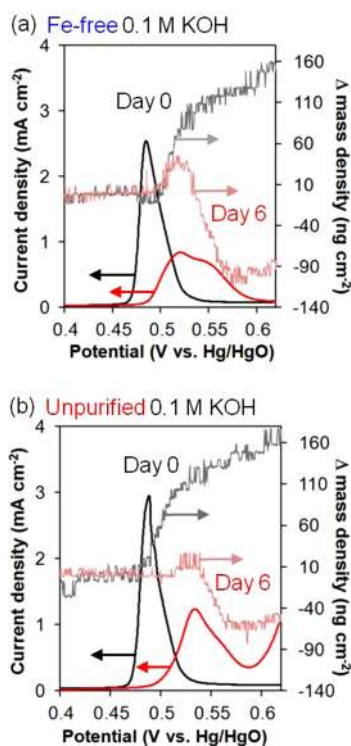 (a) Fe-free 0.1 M KOH
Current density (mA cm-2)
4
3
2
1
0
Day 0
Day 6
160
110
60
10
-40
-90
-140
Δ mass density (ng cm-2)
0.4 0.45 0.5 0.55 0.6
Potential (V vs. Hg/HgO)
(b) Unpurified 0.1 M KOH
Current density (mA cm-2)
4
3
2
1
0
Day 0
Day 6
160
110
60
10
-40
-90
-140
Δ mass density (ng cm-2)
0.4 0.45 0.5 0.55 0.6
Potential (V vs. Hg/HgO)